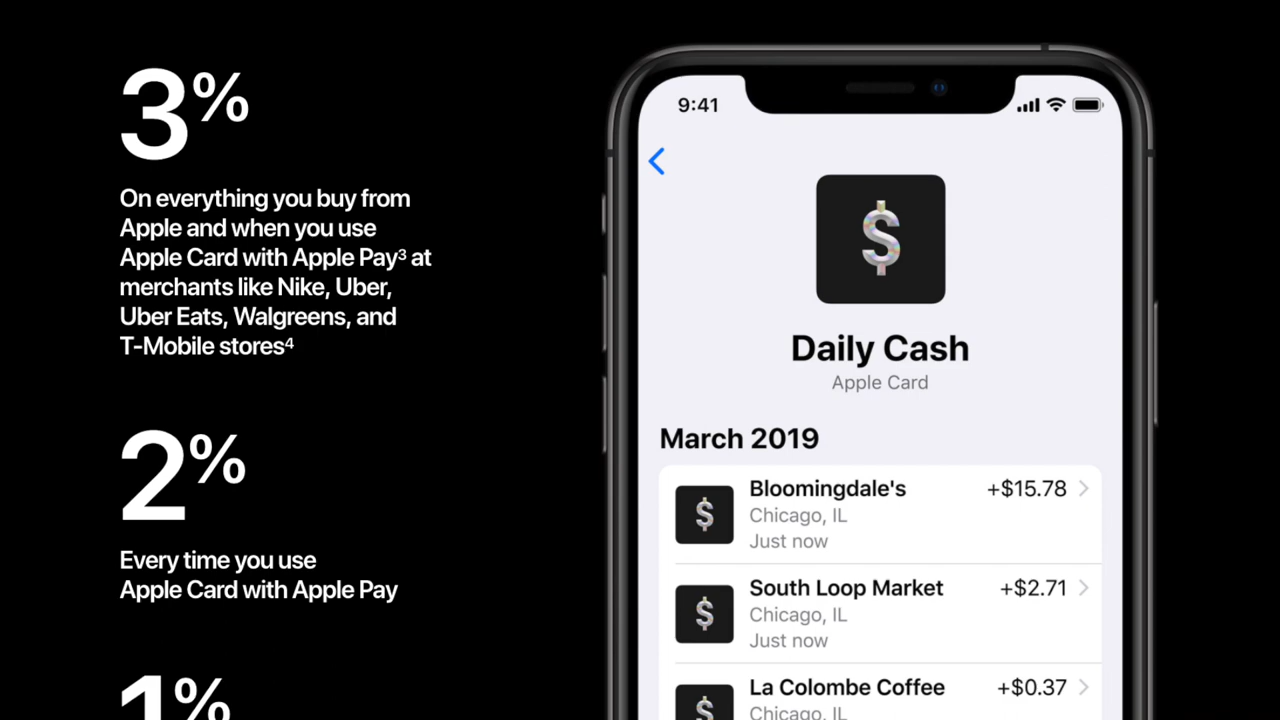 3%
On everything you buy from
Apple and when you use
Apple Card with Apple Pay³ at
merchants like Nike, Uber,
Uber Eats, Walgreens, and
T-Mobile stores⁴
2%
Every time you use
Apple Card with Apple Pay
1%
9:41
$
Daily Cash
Apple Card
March 2019
$
Bloomingdale's +$15.78
Chicago, IL
Just now
$
South Loop Market +$2.71
Chicago, IL
Just now
$
La Colombe Coffee +$0.37
Chicago, IL